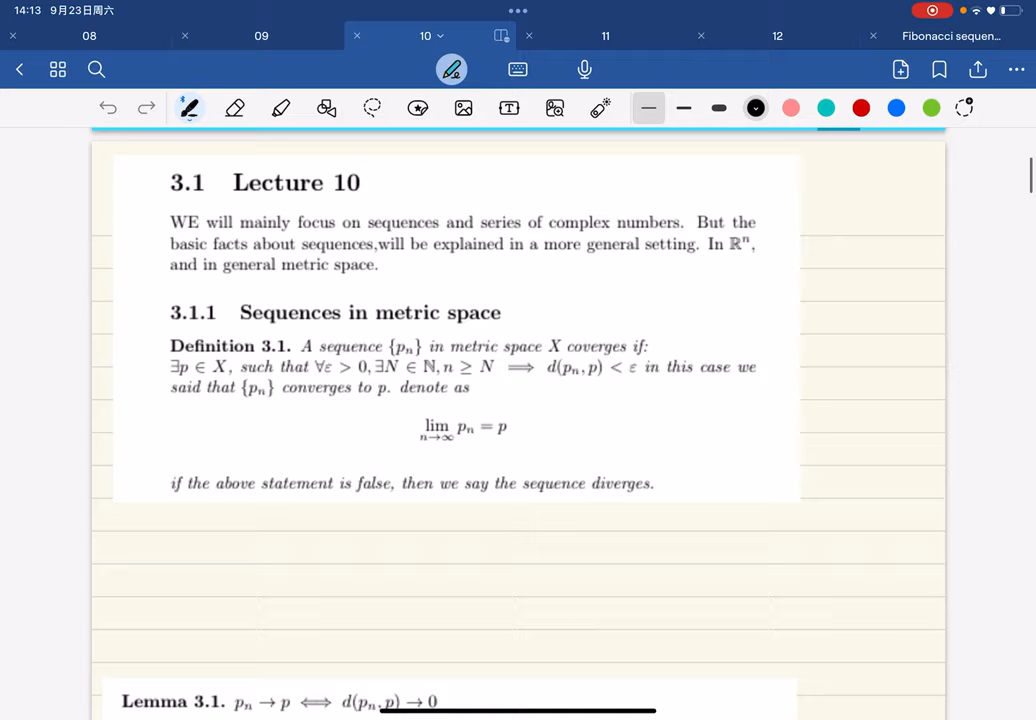 14:13 9月23日周六
08
09
10
11
12
Fibonacci sequen...
3.1 Lecture 10
WE will mainly focus on sequences and series of complex numbers. But the
basic facts about sequences,will be explained in a more general setting. In ℝⁿ,
and in general metric space.
3.1.1 Sequences in metric space
Definition 3.1. A sequence {pₙ} in metric space X coverges if:
∃p ∈ X, such that ∀ε > 0, ∃N ∈ ℕ, n ≥ N ⟹ d(pₙ, p) < ε in this case we
said that {pₙ} converges to p. denote as
lim pₙ = p
n→∞
if the above statement is false, then we say the sequence diverges.
Lemma 3.1. pₙ → p ⟺ d(pₙ, p) → 0